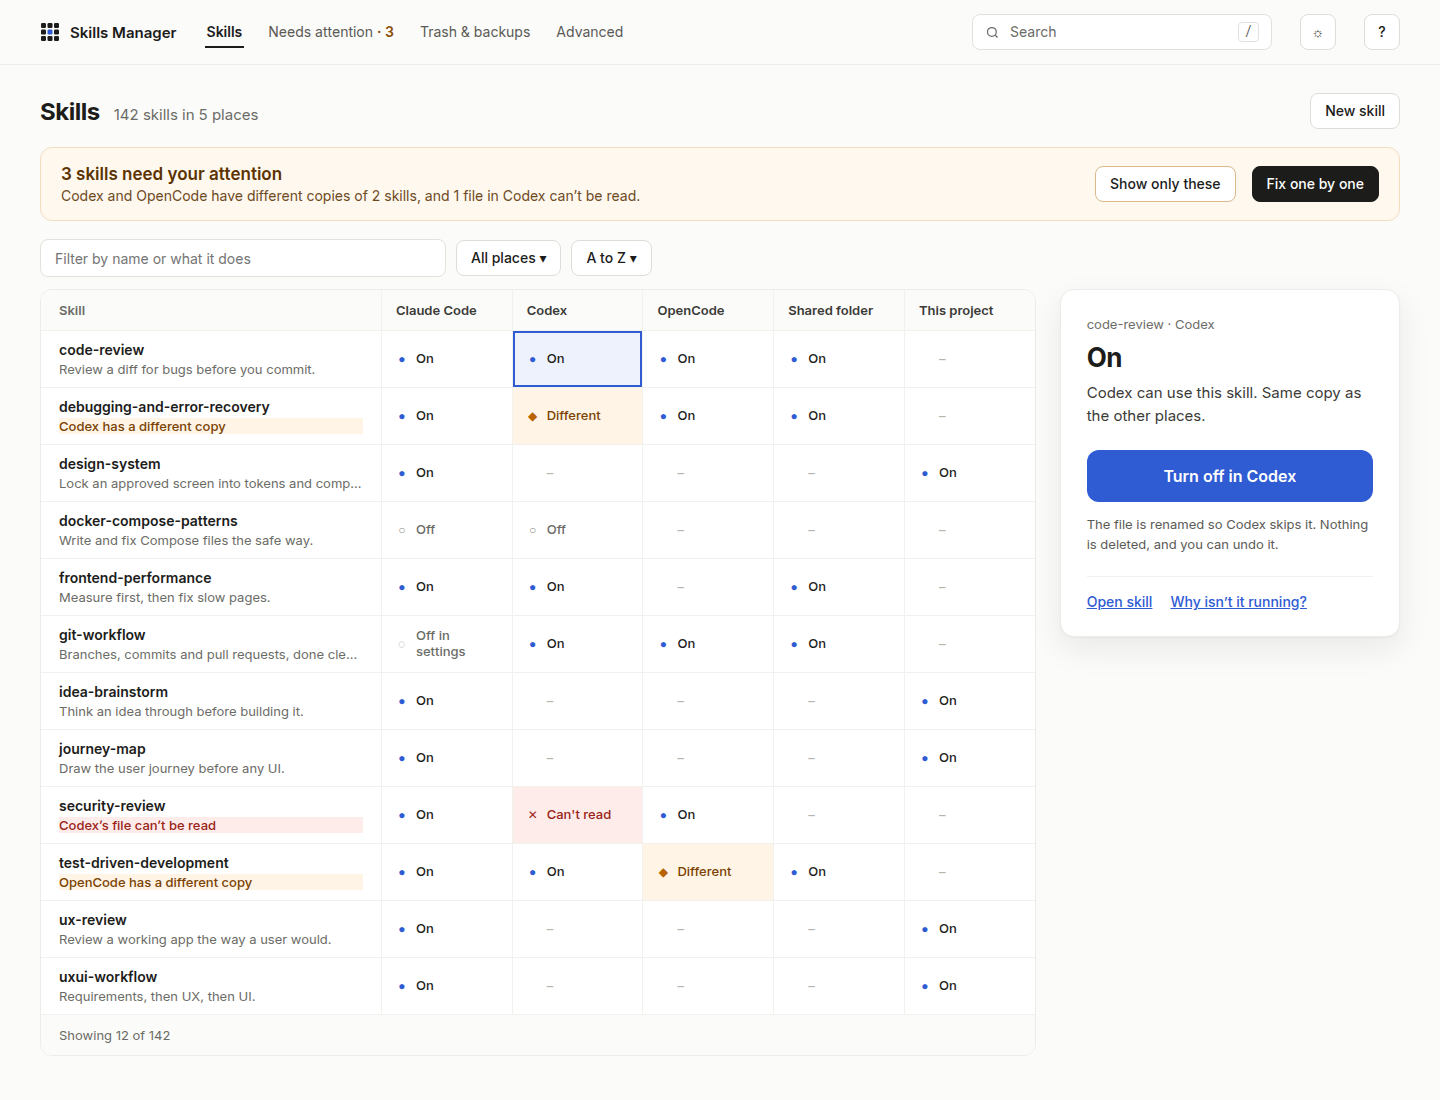 Skills Manager
Skills
Needs attention · 3
Trash & backups
Advanced
Search
/
?
Skills
142 skills in 5 places
New skill
3 skills need your attention
Codex and OpenCode have different copies of 2 skills, and 1 file in Codex can’t be read.
Show only these
Fix one by one
Filter by name or what it does
All places ▾
A to Z ▾
Skill
Claude Code
Codex
OpenCode
Shared folder
This project
code-review
Review a diff for bugs before you commit.
On
On
On
On
–
debugging-and-error-recovery
Codex has a different copy
On
Different
On
On
–
design-system
Lock an approved screen into tokens and comp...
On
–
–
–
On
docker-compose-patterns
Write and fix Compose files the safe way.
Off
Off
–
–
–
frontend-performance
Measure first, then fix slow pages.
On
On
–
On
–
git-workflow
Branches, commits and pull requests, done cle...
Off in
settings
On
On
On
–
idea-brainstorm
Think an idea through before building it.
On
–
–
–
On
journey-map
Draw the user journey before any UI.
On
–
–
–
On
security-review
Codex’s file can’t be read
On
Can't read
On
–
–
test-driven-development
OpenCode has a different copy
On
On
Different
On
–
ux-review
Review a working app the way a user would.
On
–
–
–
On
uxui-workflow
Requirements, then UX, then UI.
On
–
–
–
On
Showing 12 of 142
code-review · Codex
On
Codex can use this skill. Same copy as
the other places.
Turn off in Codex
The file is renamed so Codex skips it. Nothing
is deleted, and you can undo it.
Open skill
Why isn’t it running?